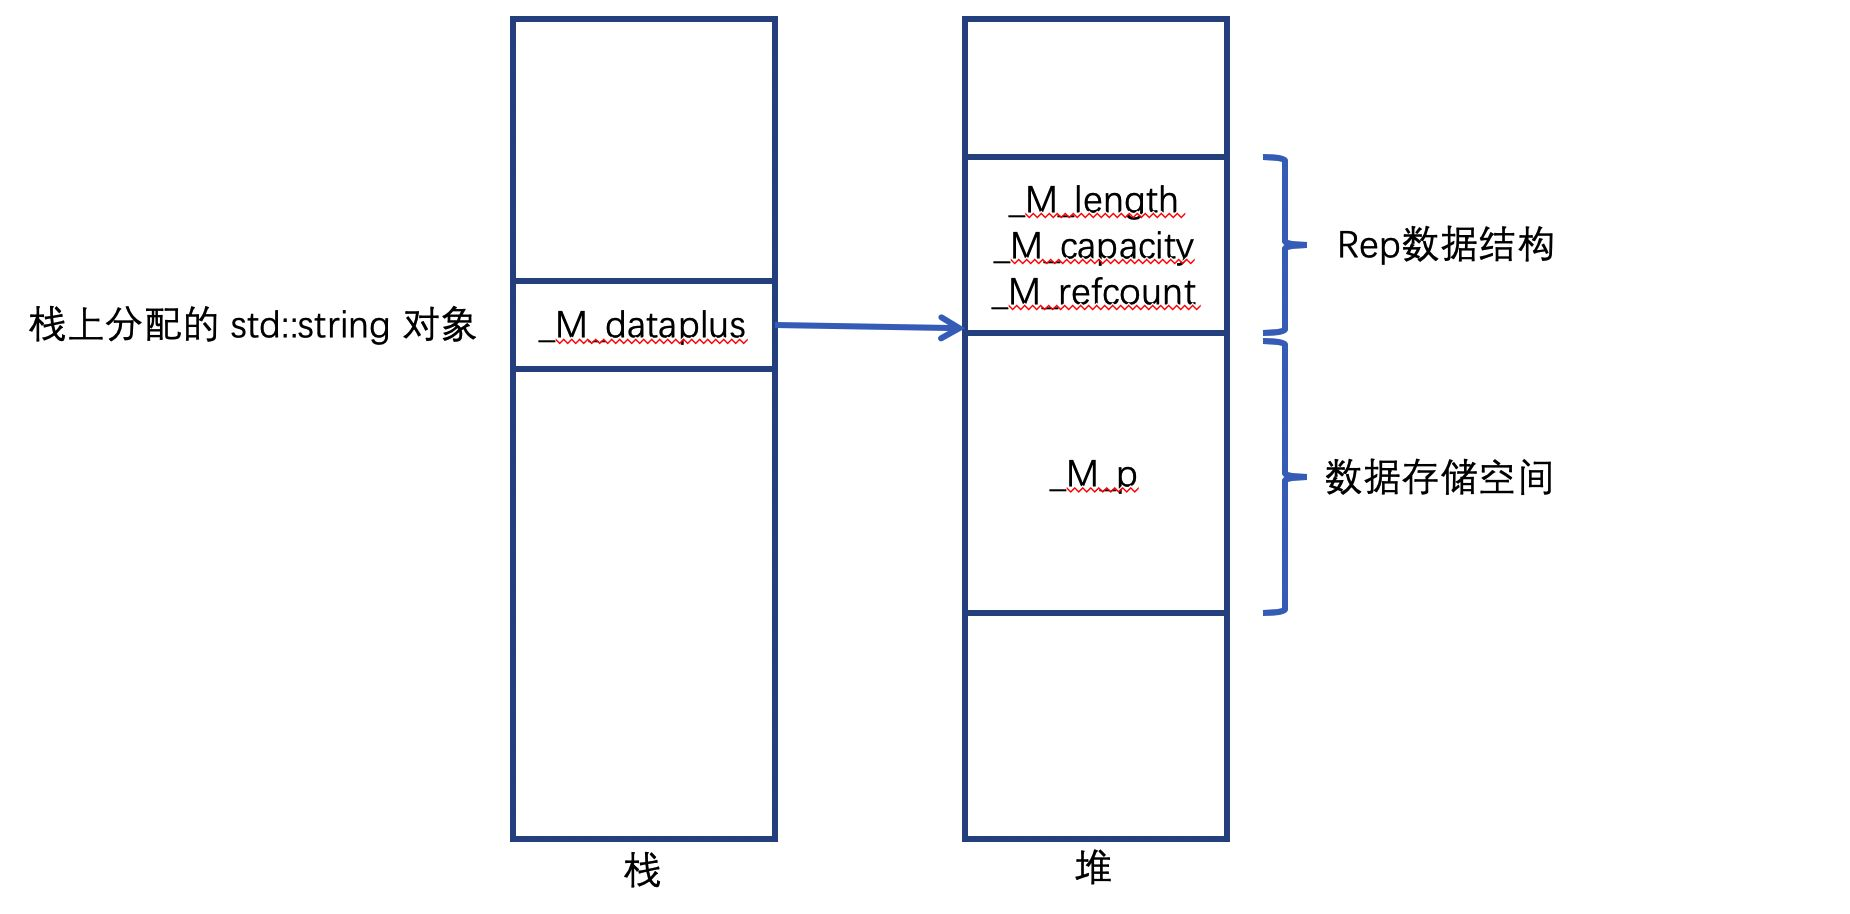 栈上分配的 std::string 对象
_M_dataplus
_M_length
_M_capacity
_M_refcount
Rep数据结构
_M_p
数据存储空间
栈
堆